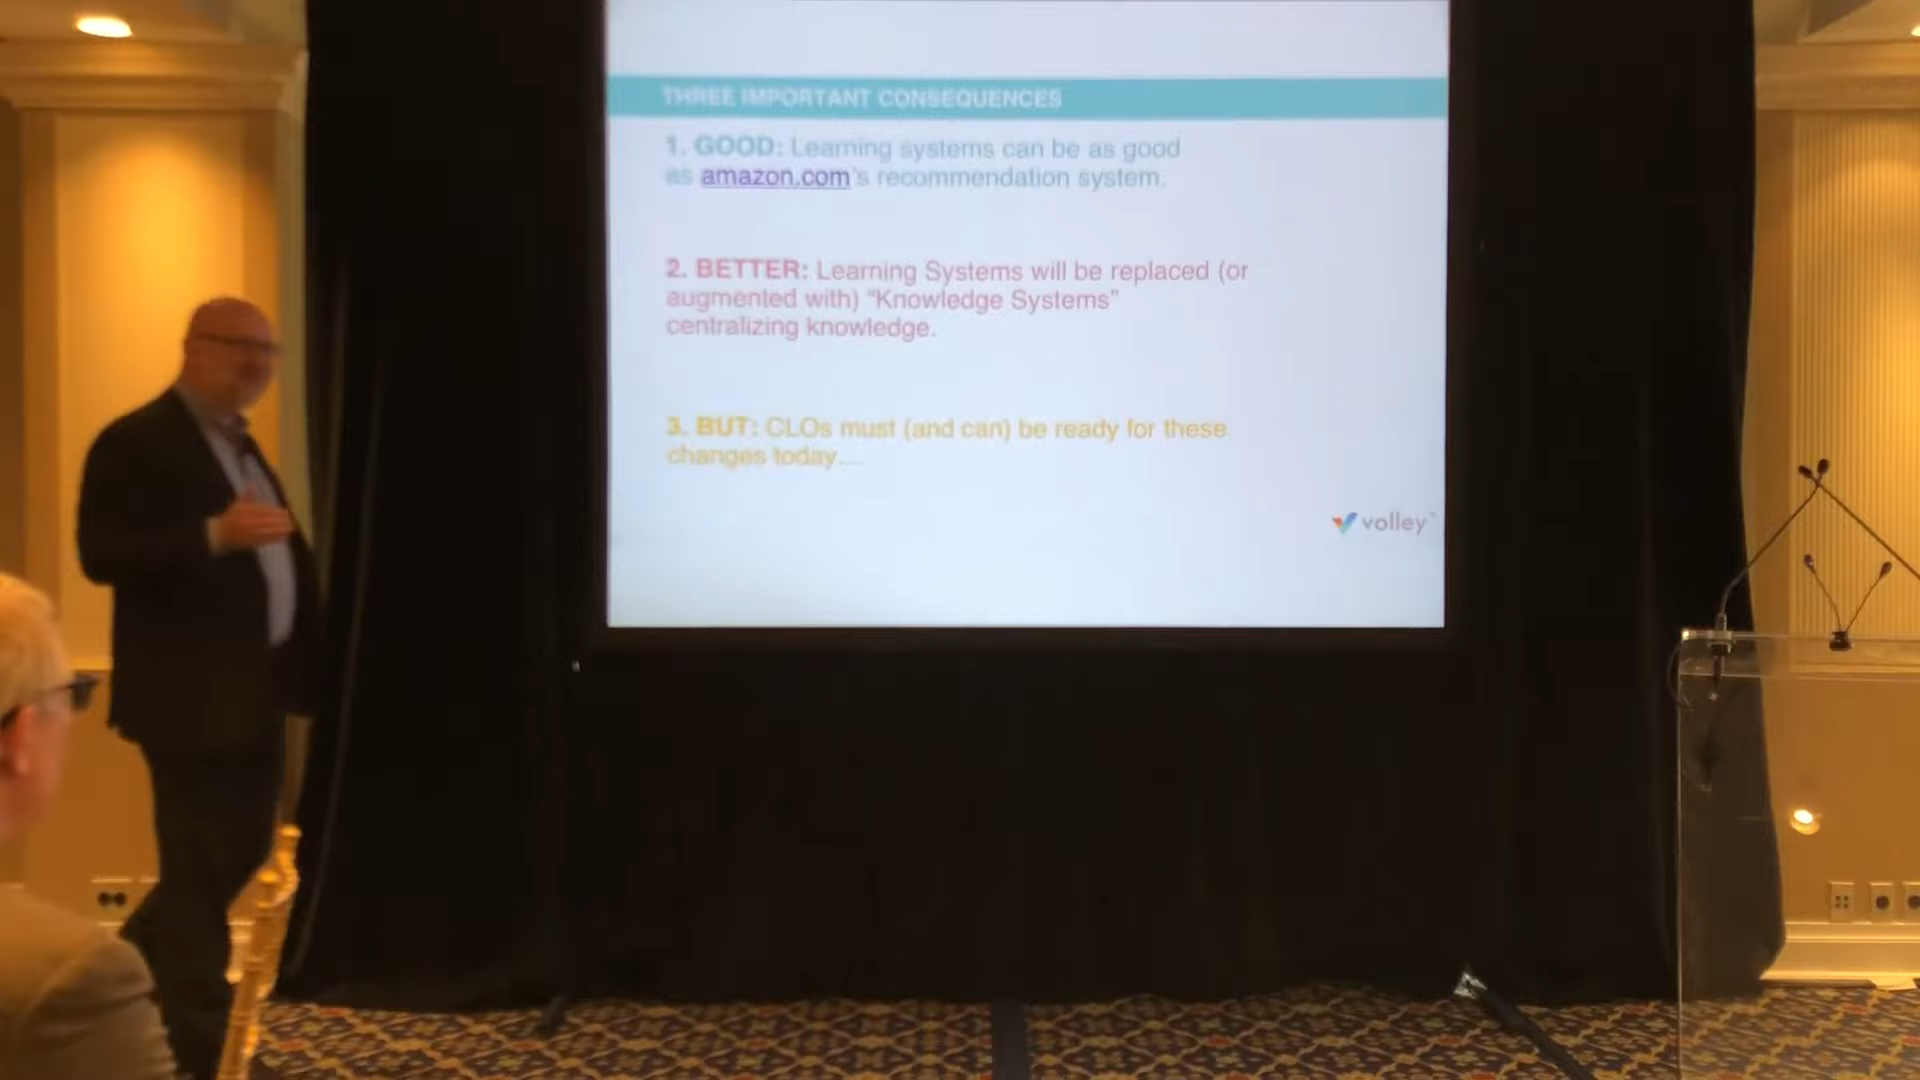 THREE IMPORTANT CONSEQUENCES
1. GOOD: Learning systems can be as good
as amazon.com's recommendation system.
2. BETTER: Learning Systems will be replaced (or
augmented with) “Knowledge Systems”
centralizing knowledge.
3. BUT: CLOs must (and can) be ready for these
changes today....
volley